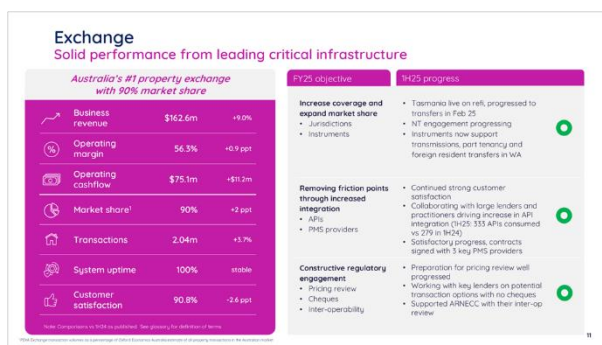 Exchange
Solid performance from leading critical infrastructure
Australia's #1 property exchange
with 90% market share
Business
revenue
$162.6m
+9.0%
Operating
margin
56.3%
+0.9 ppt
Operating
cashflow
$75.1m
+$11.2m
Market share¹
90%
+2 ppt
Transactions
2.04m
+3.7%
System uptime
100%
stable
Customer
satisfaction
90.8%
-2.6 ppt
Note: Comparisons vs 1H24 as published. See glossary for definition of terms
FY25 objective
1H25 progress
Increase coverage and
expand market share
• Jurisdictions
• Instruments
• Tasmania live on refi, progressed to
transfers in Feb 25
• NT engagement progressing
• Instruments now support
transmissions, part tenancy and
foreign resident transfers in WA
Removing friction points
through increased
integration
• APIs
• PMS providers
• Continued strong customer
satisfaction
• Collaborating with large lenders and
practitioners driving increase in API
integration (1H25: 333 APIs consumed
vs 279 in 1H24)
• Satisfactory progress, contracts
signed with 3 key PMS providers
Constructive regulatory
engagement
• Pricing review
• Cheques
• Inter-operability
• Preparation for pricing review well
progressed
• Working with key lenders on potential
transaction options with no cheques
• Supported ARNECC with their inter-op
review
11